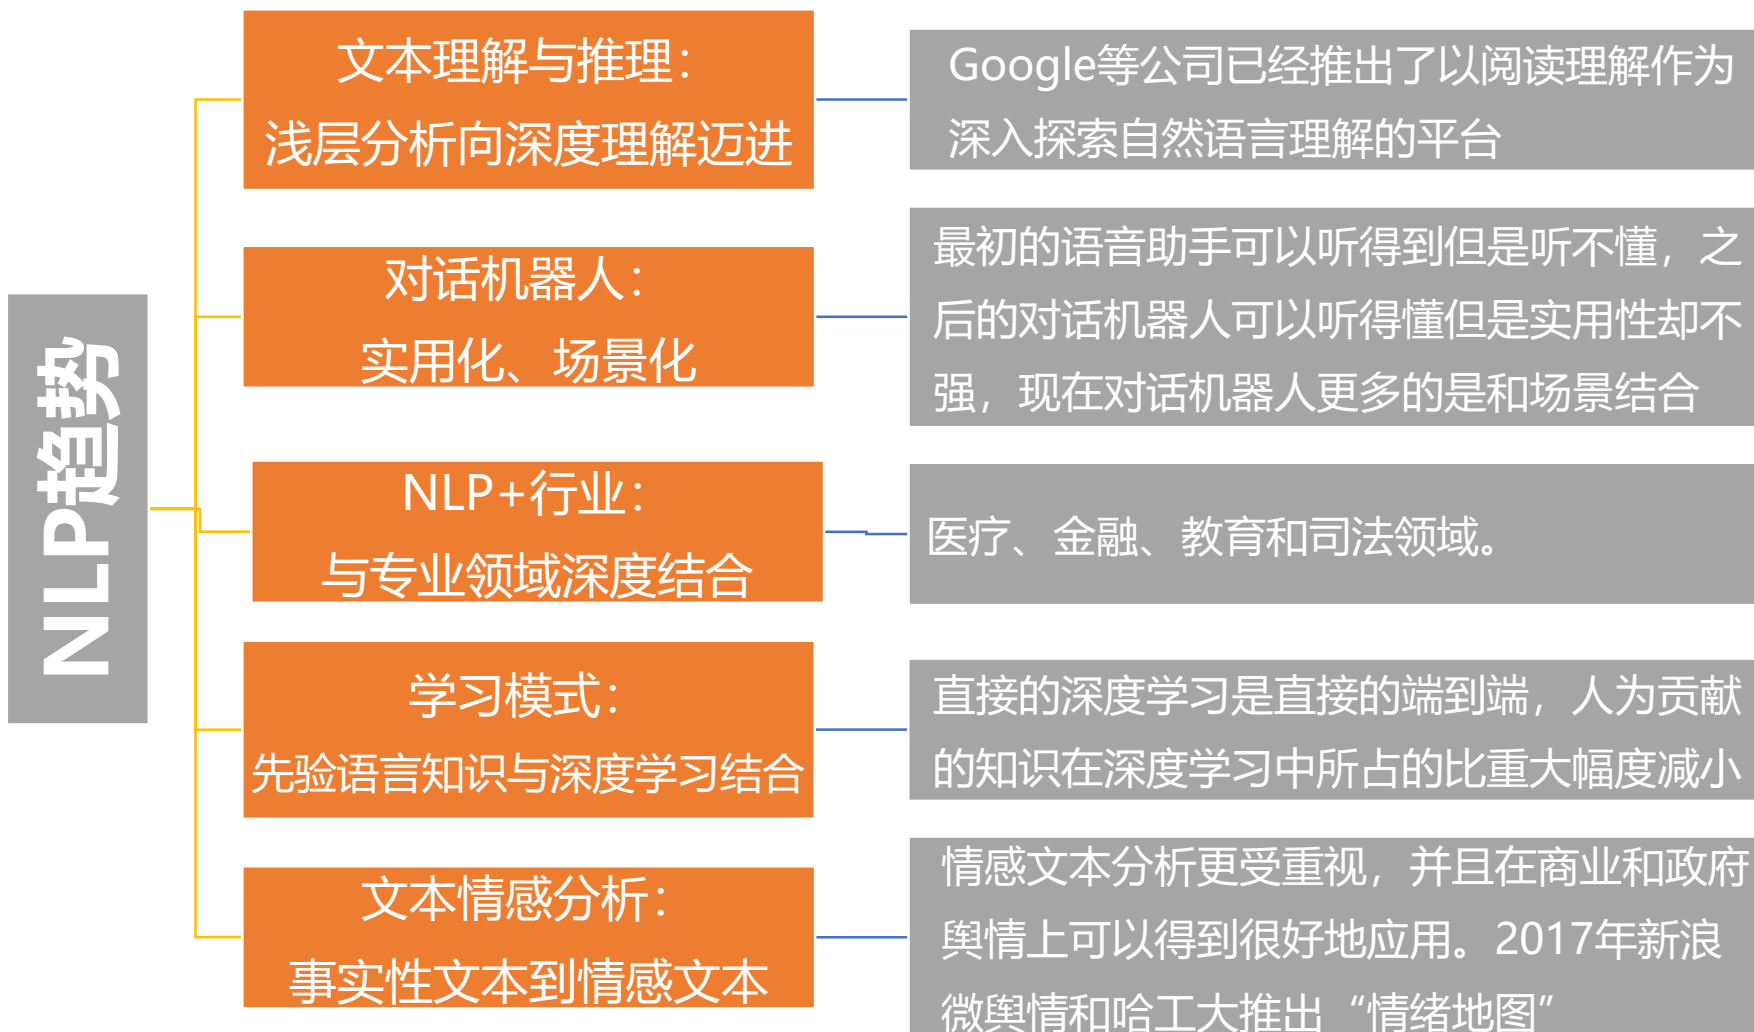 NLP趋势
文本理解与推理：
浅层分析向深度理解迈进
Google等公司已经推出了以阅读理解作为
深入探索自然语言理解的平台
对话机器人：
实用化、场景化
最初的语音助手可以听得到但是听不懂，之
后的对话机器人可以听得懂但是实用性却不
强，现在对话机器人更多的是和场景结合
NLP+行业：
与专业领域深度结合
医疗、金融、教育和司法领域。
学习模式：
先验语言知识与深度学习结合
直接的深度学习是直接的端到端，人为贡献
的知识在深度学习中所占的比重大幅度减小
文本情感分析：
事实性文本到情感文本
情感文本分析更受重视，并且在商业和政府
舆情上可以得到很好地应用。2017年新浪
微舆情和哈工大推出“情绪地图”